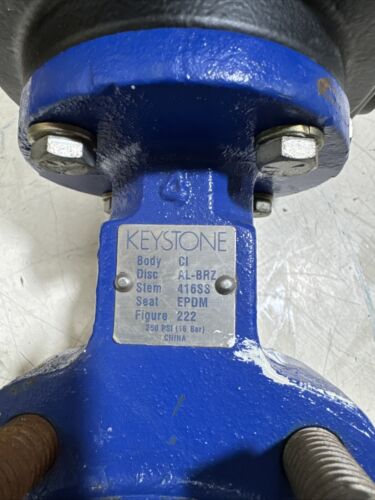 KEYSTONE
Body CI
Disc AL-BRZ
Stem 416SS
Seat EPDM
Figure 222
250 PSI (16 Bar)
CHINA